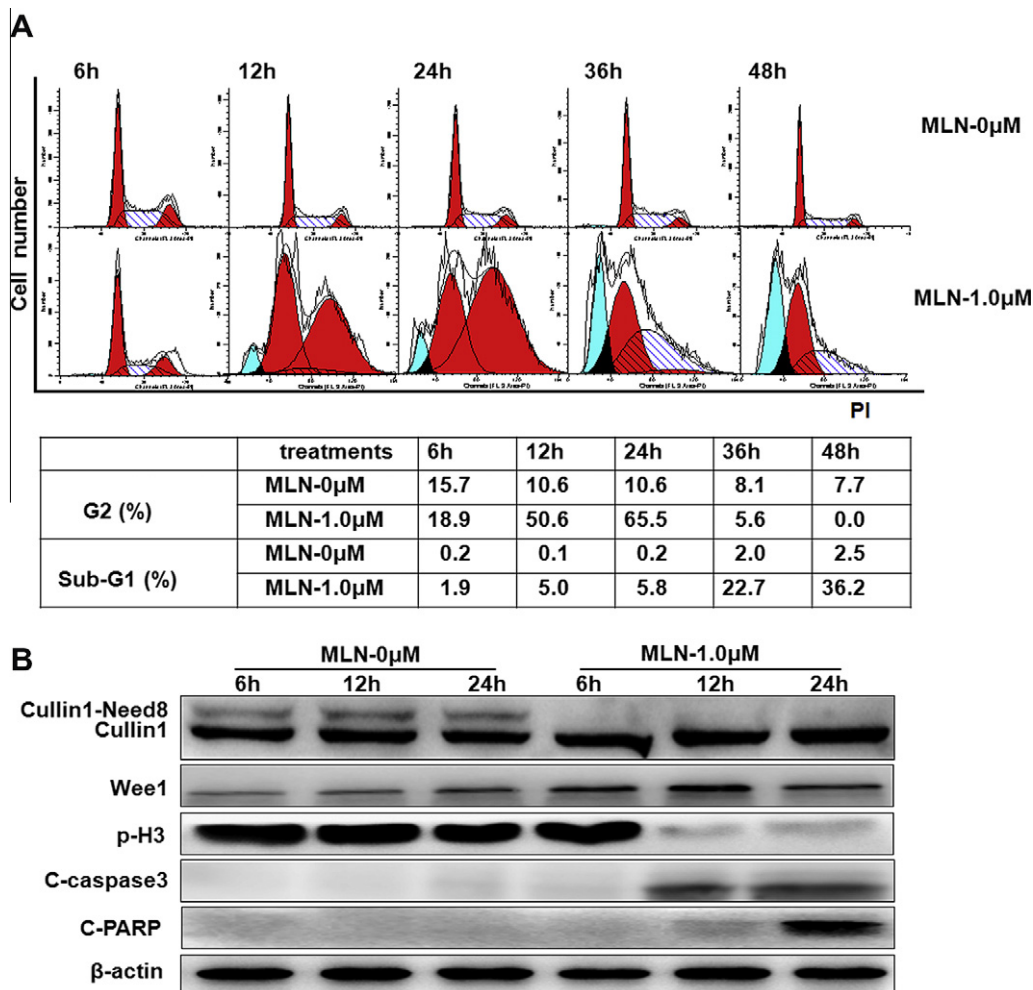 A
6h 12h 24h 36h 48h
MLN-0μM
Cell number
MLN-1.0μM
PI
treatments 6h 12h 24h 36h 48h
G2 (%)
MLN-0μM 15.7 10.6 10.6 8.1 7.7
MLN-1.0μM 18.9 50.6 65.5 5.6 0.0
Sub-G1 (%)
MLN-0μM 0.2 0.1 0.2 2.0 2.5
MLN-1.0μM 1.9 5.0 5.8 22.7 36.2
B
MLN-0μM MLN-1.0μM
6h 12h 24h 6h 12h 24h
Cullin1-Need8
Cullin1
Wee1
p-H3
C-caspase3
C-PARP
β-actin